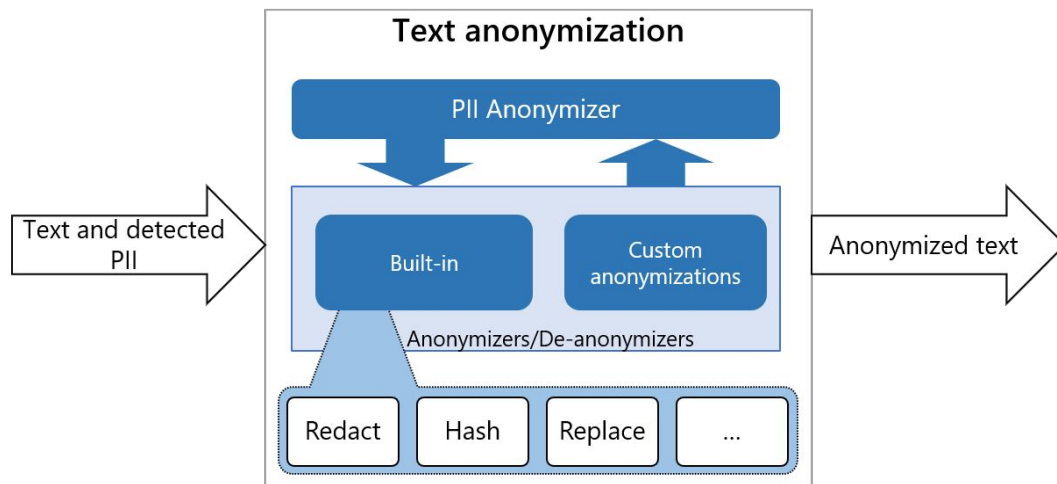 Text anonymization
PII Anonymizer
Text and detected
PII
Built-in
Custom
anonymizations
Anonymized text
Anonymizers/De-anonymizers
Redact
Hash
Replace
...